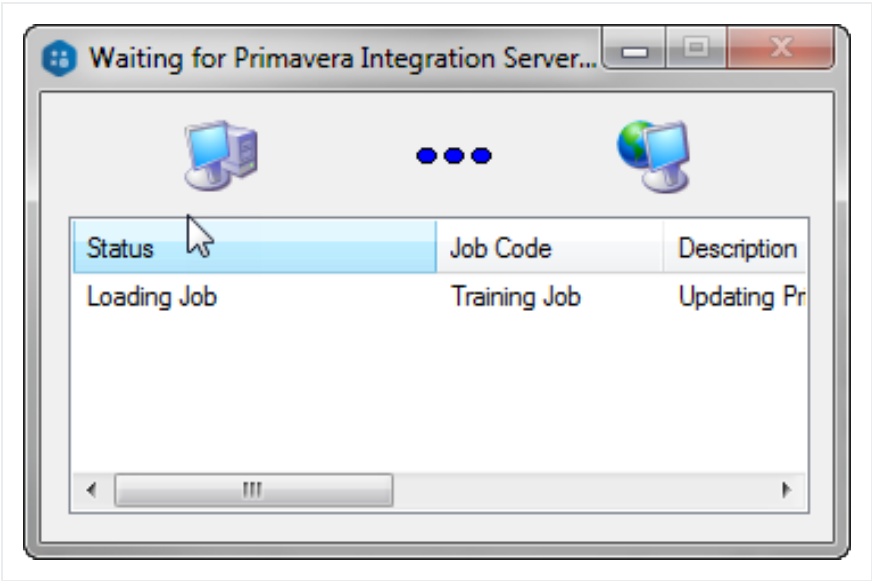 Waiting for Primavera Integration Server...
Status Job Code Description
Loading Job Training Job Updating Pr